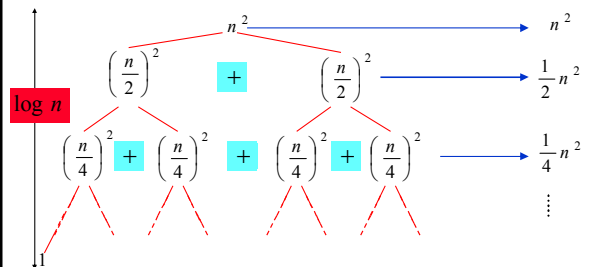 n² n²
(n/2)² + (n/2)² 1/2 n²
log n
(n/4)² + (n/4)² + (n/4)² + (n/4)² 1/4 n²
⋮
1